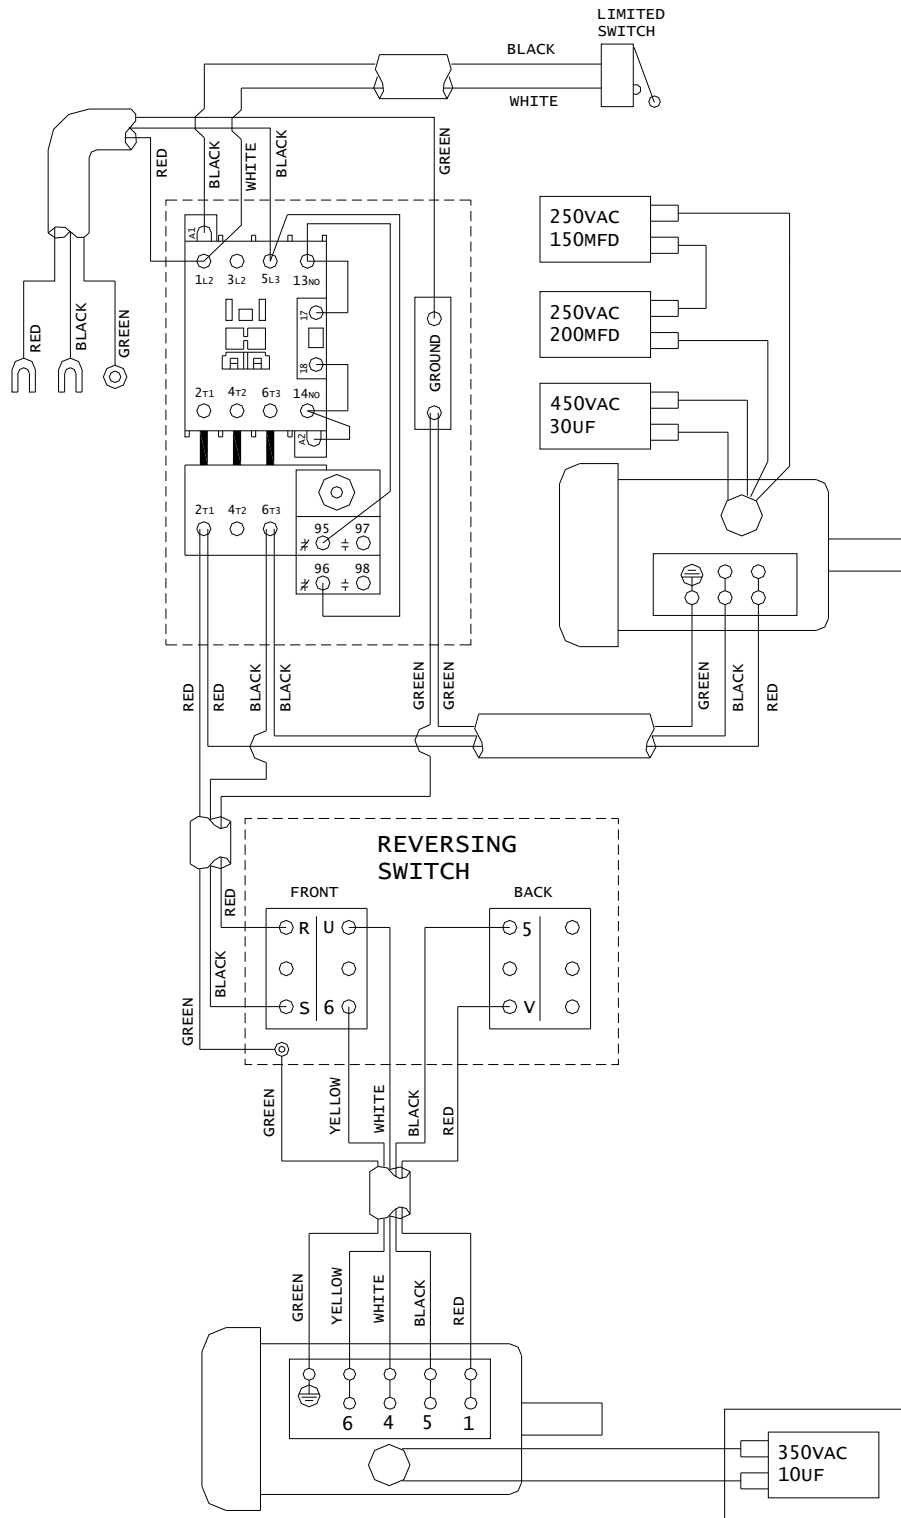 LIMITED
SWITCH
BLACK
WHITE
RED
BLACK
WHITE
BLACK
GREEN
A1
1L2 3L2 5L3 13NO
17
18
2T1 4T2 6T3 14NO
A2
GROUND
RED
BLACK
GREEN
250VAC
150MFD
250VAC
200MFD
450VAC
30UF
2T1 4T2 6T3
95 97
96 98
RED
RED
BLACK
BLACK
GREEN
GREEN
GREEN
BLACK
RED
REVERSING
SWITCH
FRONT
BACK
RED
BLACK
GREEN
R U
S 6
5
V
GREEN
YELLOW
WHITE
BLACK
RED
GREEN
YELLOW
WHITE
BLACK
RED
6 4 5 1
350VAC
10UF